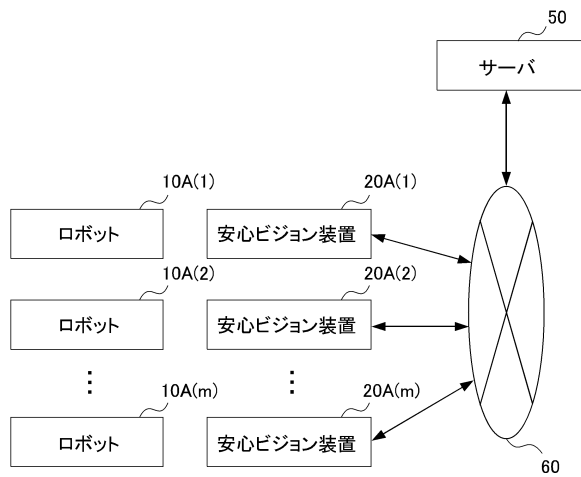 50
サーバ
10A(1)
20A(1)
ロボット
安心ビジョン装置
10A(2)
20A(2)
ロボット
安心ビジョン装置
10A(m)
20A(m)
ロボット
安心ビジョン装置
60